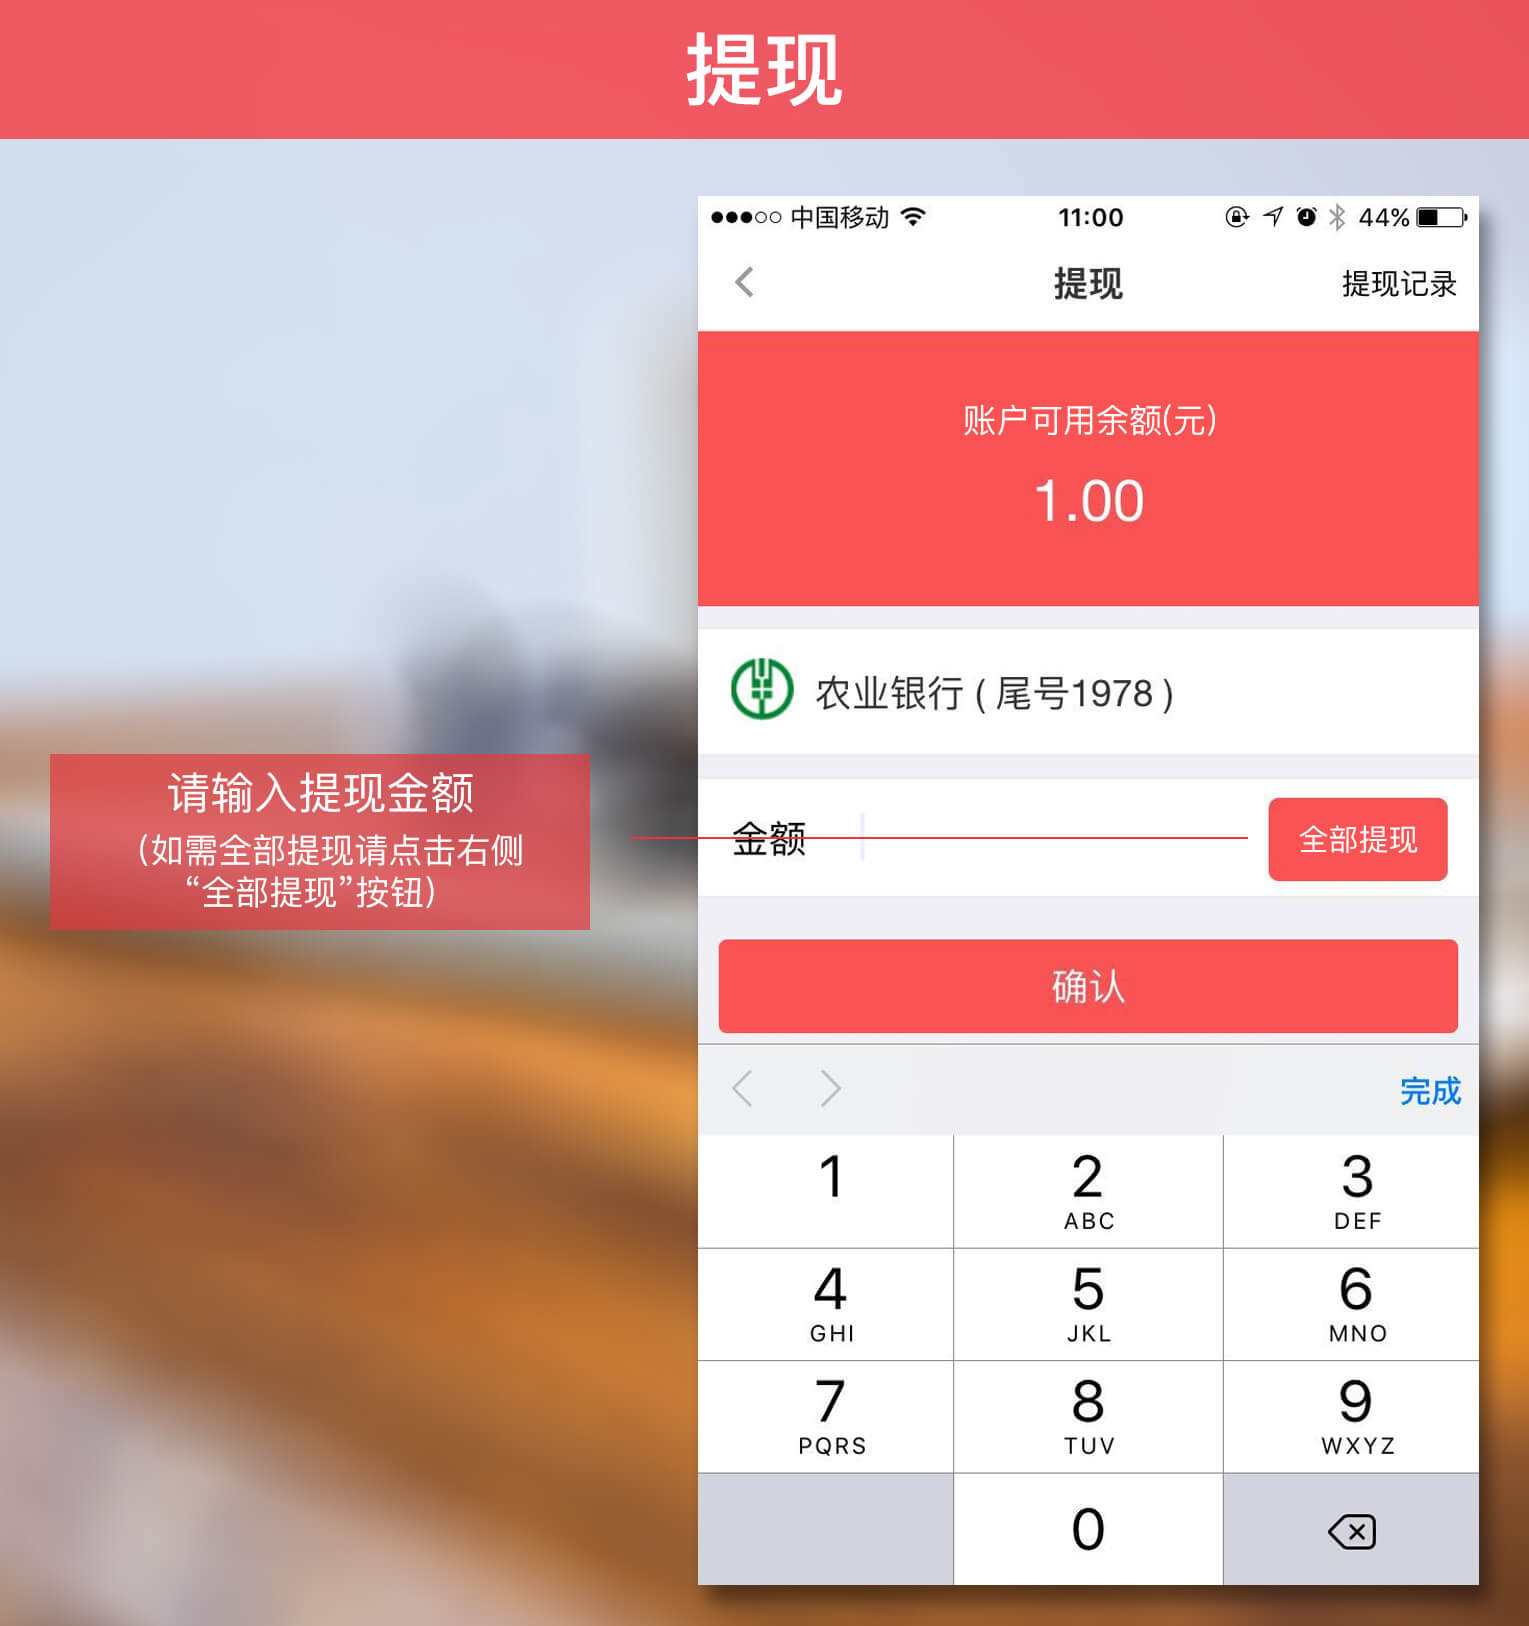 提现
中国移动 11:00 44%
提现 提现记录
账户可用余额(元)
1.00
农业银行 ( 尾号1978 )
请输入提现金额
（如需全部提现请点击右侧
“全部提现”按钮）
金额 全部提现
确认
完成
1 2 3
ABC DEF
4 5 6
GHI JKL MNO
7 8 9
PQRS TUV WXYZ
0